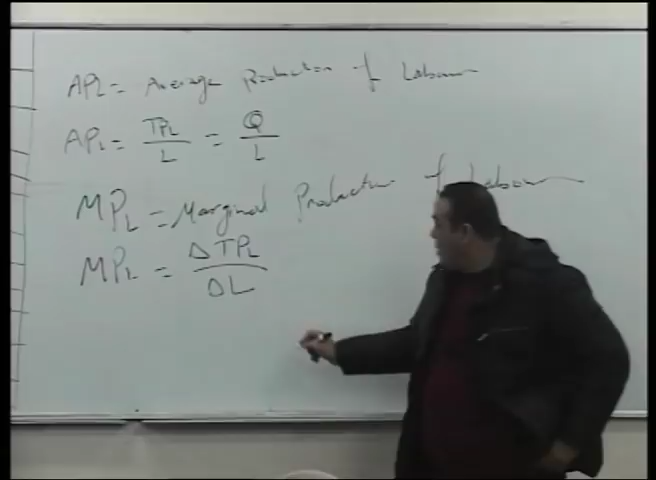 APL = Average Production of Labour
APL = TPL / L = Q / L
MPL = Marginal Production of Labour
MPL = ΔTPL / ΔL